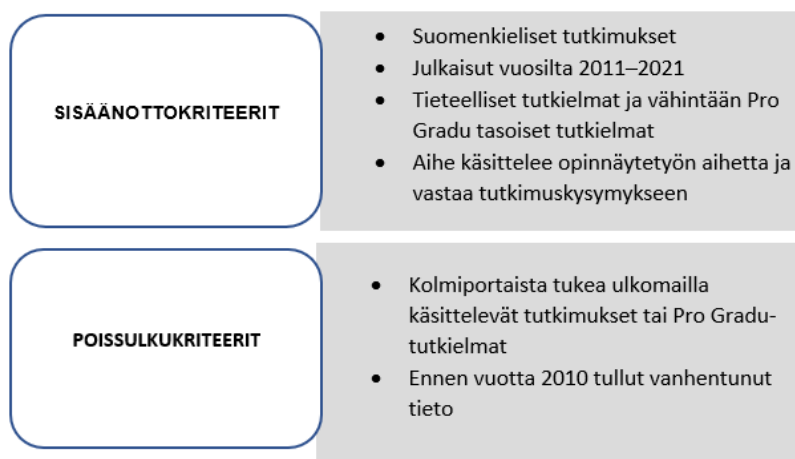 SISÄÄNOTTOKRITEERIT
• Suomenkieliset tutkimukset
• Julkaisut vuosilta 2011–2021
• Tieteelliset tutkielmat ja vähintään Pro
Gradu tasoiset tutkielmat
• Aihe käsittelee opinnäytetyön aihetta ja
vastaa tutkimuskysymykseen
POISSULKUKRITEERIT
• Kolmiportaista tukea ulkomailla
käsittelevät tutkimukset tai Pro Gradu-
tutkielmat
• Ennen vuotta 2010 tullut vanhentunut
tieto